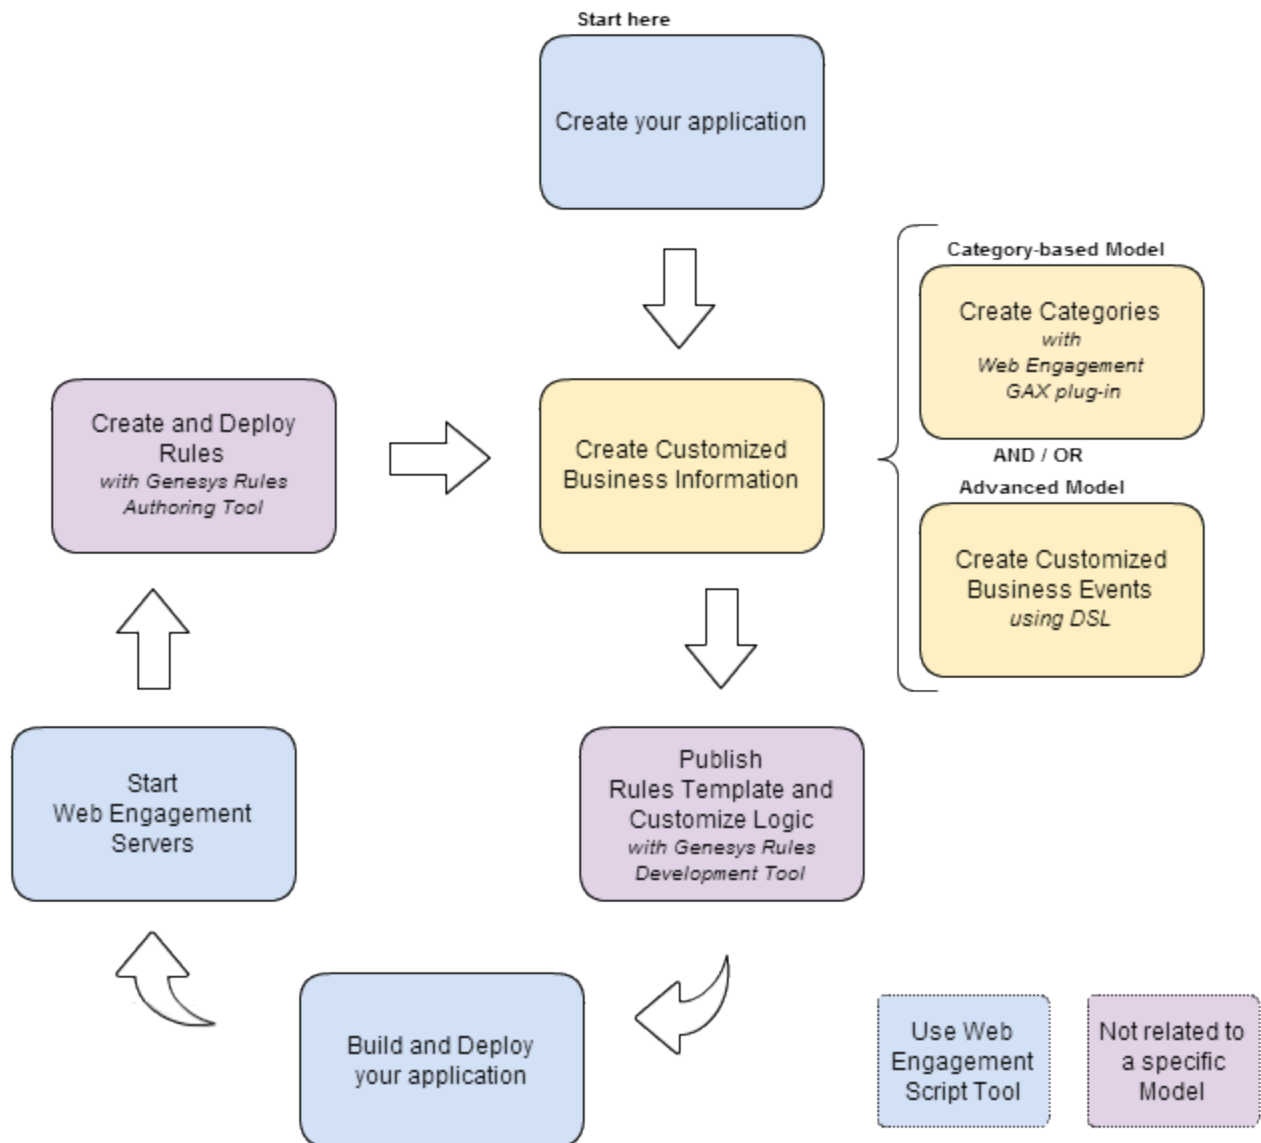 Start here
Create your application
Category-based Model
Create Categories
with
Web Engagement
GAX plug-in
AND / OR
Advanced Model
Create Customized
Business Events
using DSL
Create and Deploy
Rules
with Genesys Rules
Authoring Tool
Create Customized
Business Information
Start
Web Engagement
Servers
Publish
Rules Template and
Customize Logic
with Genesys Rules
Development Tool
Build and Deploy
your application
Use Web
Engagement
Script Tool
Not related to
a specific
Model